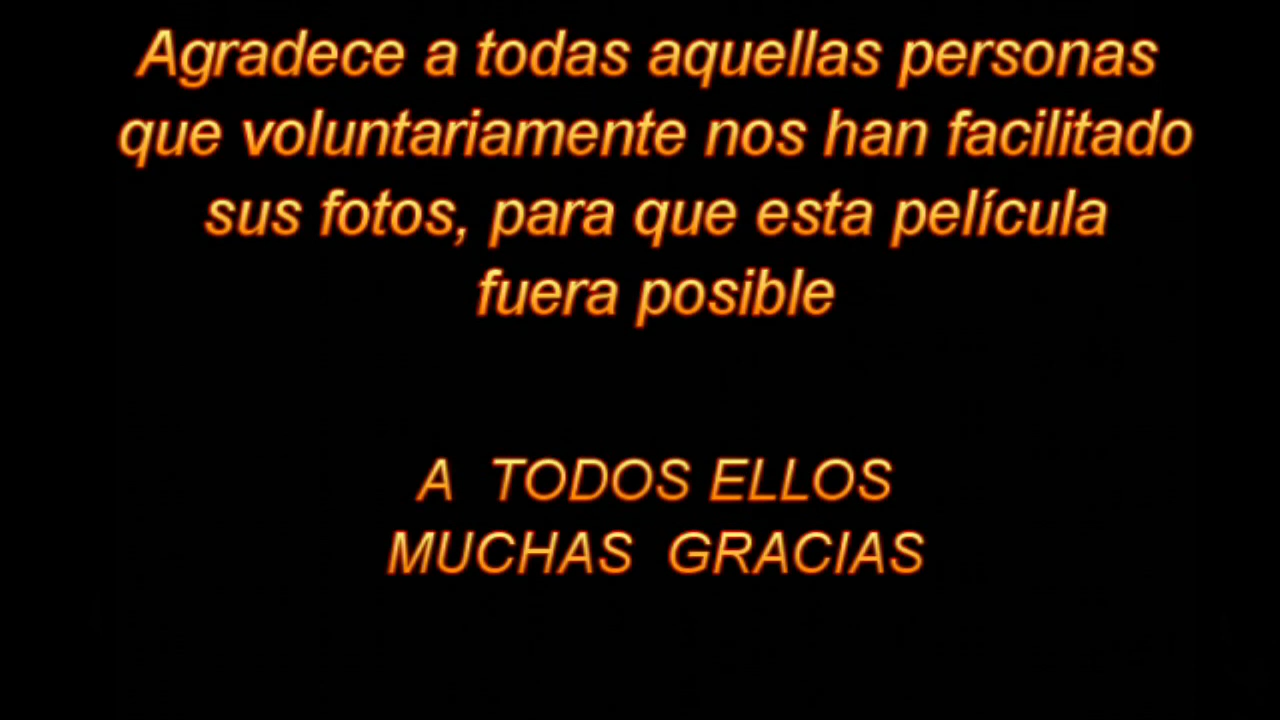 Agradece a todas aquellas personas
que voluntariamente nos han facilitado
sus fotos, para que esta película
fuera posible
A TODOS ELLOS
MUCHAS GRACIAS